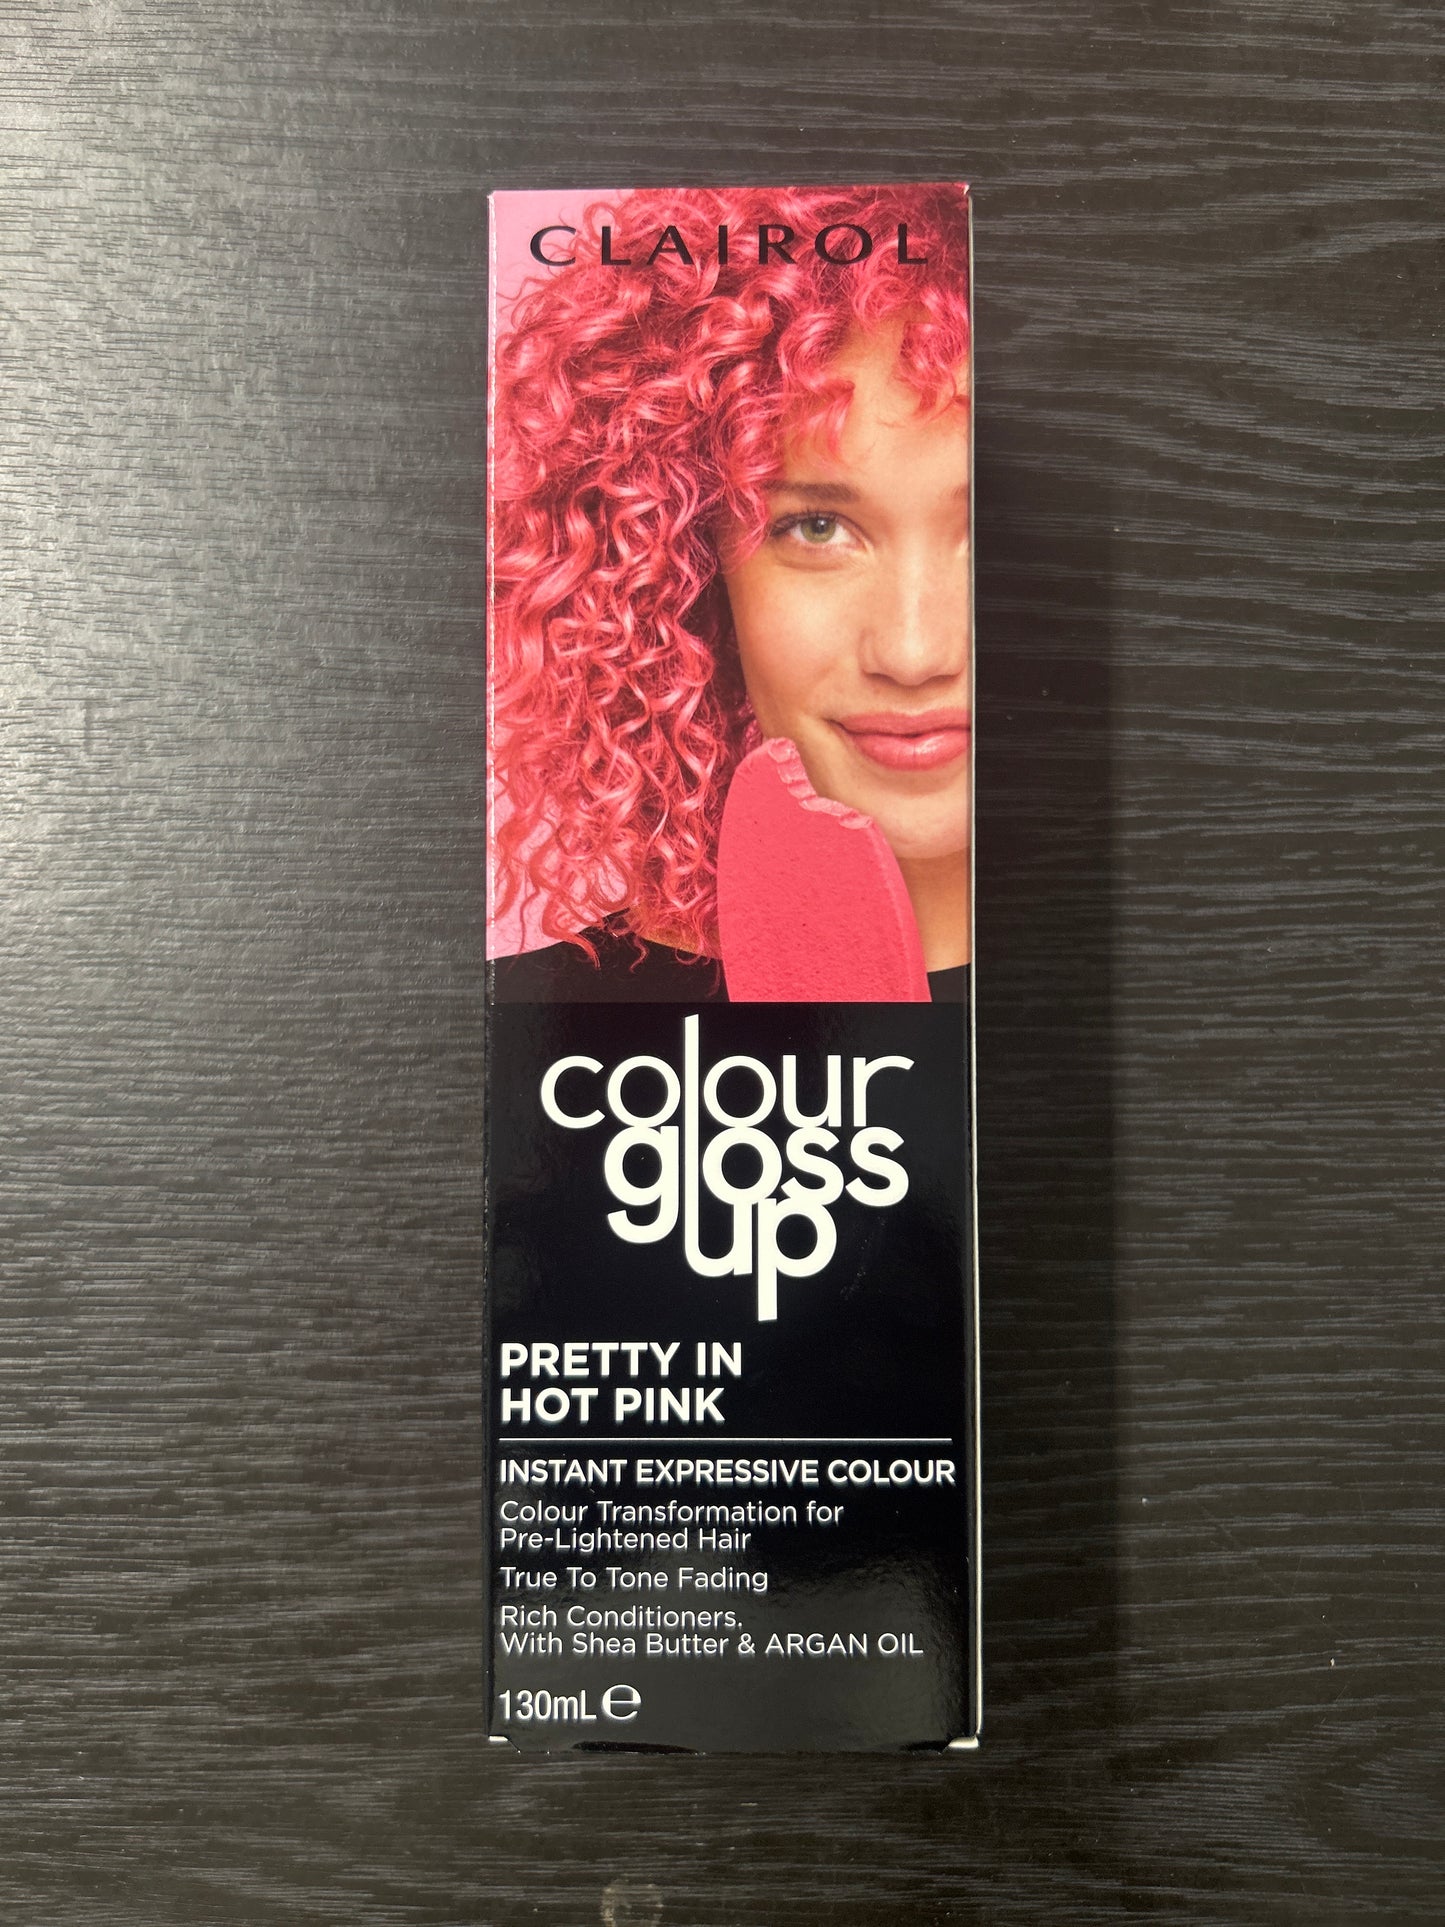 CLAIROL
colour
gloss
up
PRETTY IN
HOT PINK
INSTANT EXPRESSIVE COLOUR
Colour Transformation for
Pre-Lightened Hair
True To Tone Fading
Rich Conditioners.
With Shea Butter & ARGAN OIL
130mL ℮